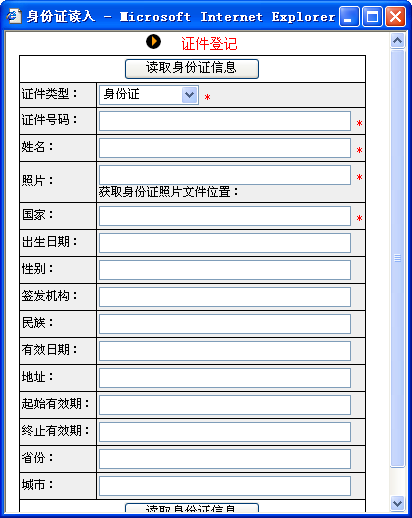 身份证读入 - Microsoft Internet Explorer
证件登记
读取身份证信息
证件类型： 身份证 *
证件号码： *
姓名： *
照片： *
获取身份证照片文件位置：
国家： *
出生日期：
性别：
签发机构：
民族：
有效日期：
地址：
起始有效期：
终止有效期：
省份：
城市：
读取身份证信息